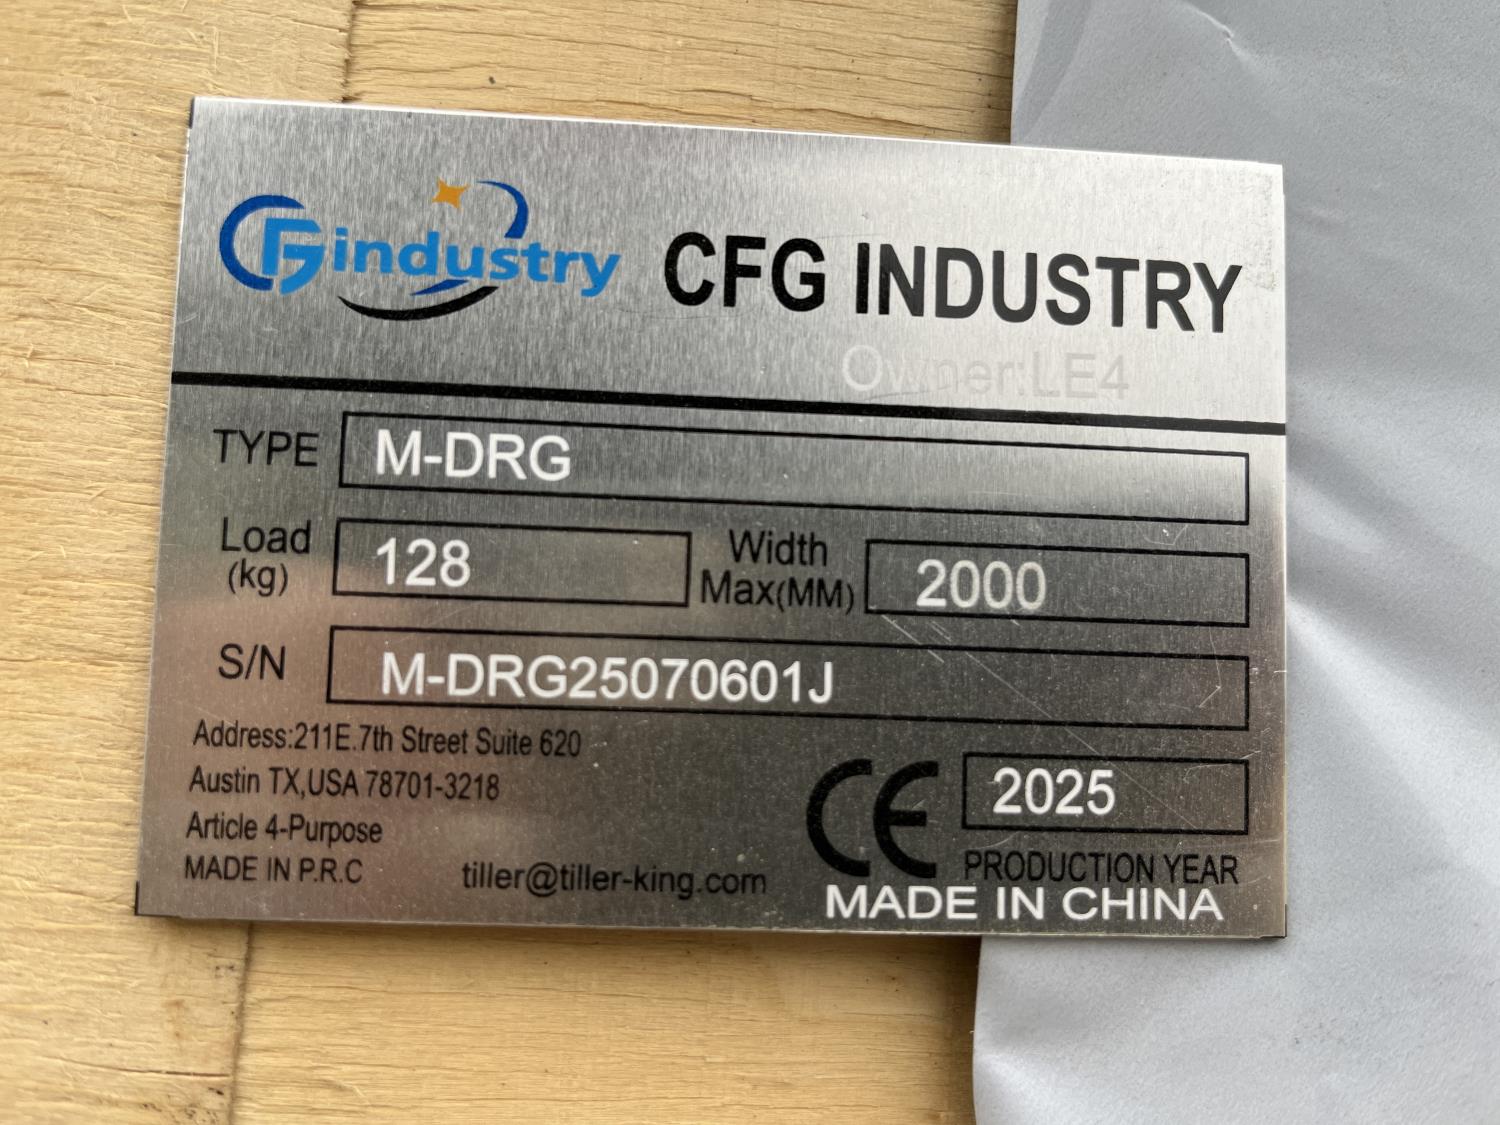 CFG industry
CFG INDUSTRY
Owner:LE4
TYPE M-DRG
Load (kg) 128 Width Max(MM) 2000
S/N M-DRG25070601J
Address:211E.7th Street Suite 620
Austin TX,USA 78701-3218
Article 4-Purpose
MADE IN P.R.C
tiller@tiller-king.com
CE 2025
PRODUCTION YEAR
MADE IN CHINA